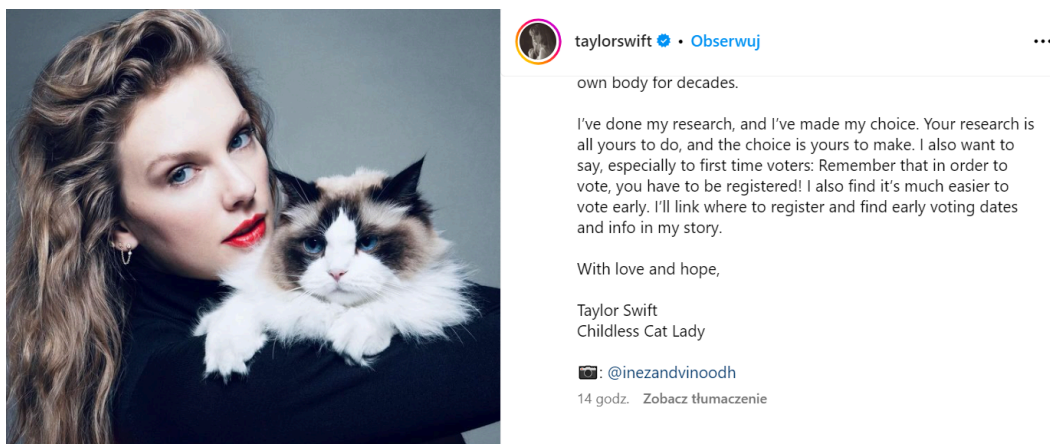 taylorswift • Obserwuj
own body for decades.
I’ve done my research, and I’ve made my choice. Your research is
all yours to do, and the choice is yours to make. I also want to
say, especially to first time voters: Remember that in order to
vote, you have to be registered! I also find it’s much easier to
vote early. I’ll link where to register and find early voting dates
and info in my story.
With love and hope,
Taylor Swift
Childless Cat Lady
📷: @inezandvinoodh
14 godz. Zobacz tłumaczenie